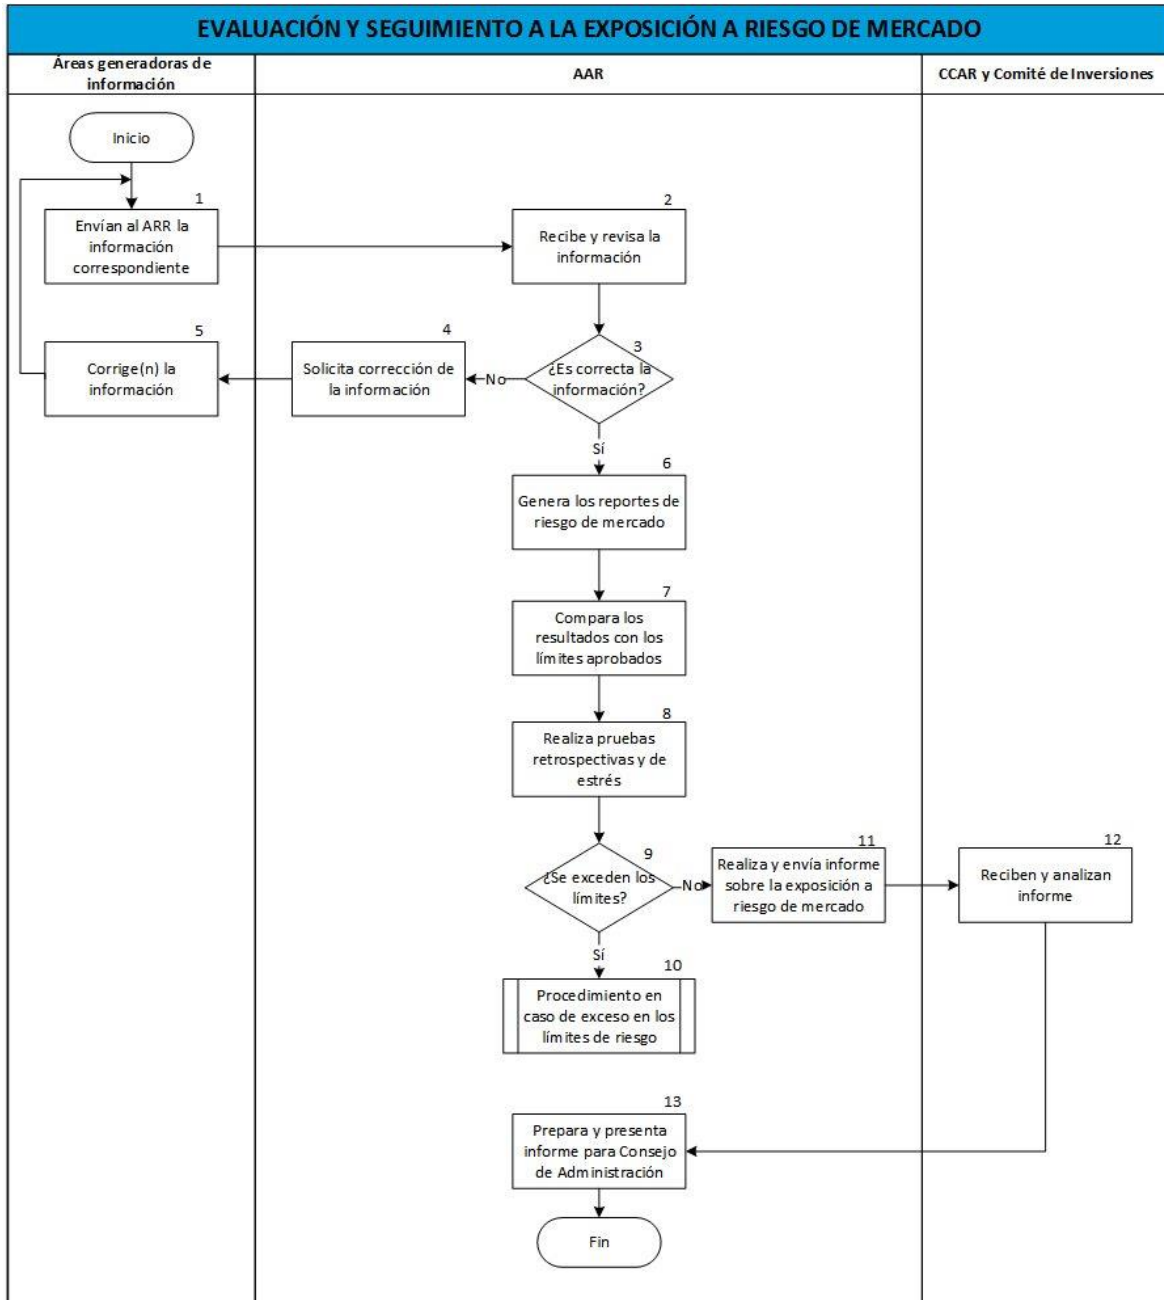 EVALUACIÓN Y SEGUIMIENTO A LA EXPOSICIÓN A RIESGO DE MERCADO
Áreas generadoras de
información
AAR
CCAR y Comité de Inversiones
Inicio
1
Envían al ARR la
información
correspondiente
2
Recibe y revisa la
información
3
¿Es correcta la
información?
No
4
Solicita corrección de
la información
5
Corrige(n) la
información
Sí
6
Genera los reportes de
riesgo de mercado
7
Compara los
resultados con los
límites aprobados
8
Realiza pruebas
retrospectivas y de
estrés
9
¿Se exceden los
límites?
No
11
Realiza y envía informe
sobre la exposición a
riesgo de mercado
12
Reciben y analizan
informe
Sí
10
Procedimiento en
caso de exceso en los
límites de riesgo
13
Prepara y presenta
informe para Consejo
de Administración
Fin